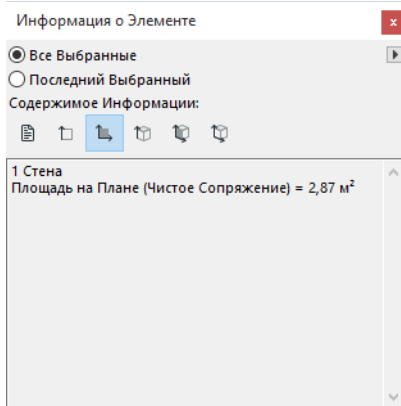 Информация о Элементе
x
Все Выбранные
Последний Выбранный
Содержимое Информации:
1 Стена
Площадь на Плане (Чистое Сопряжение) = 2,87 м²